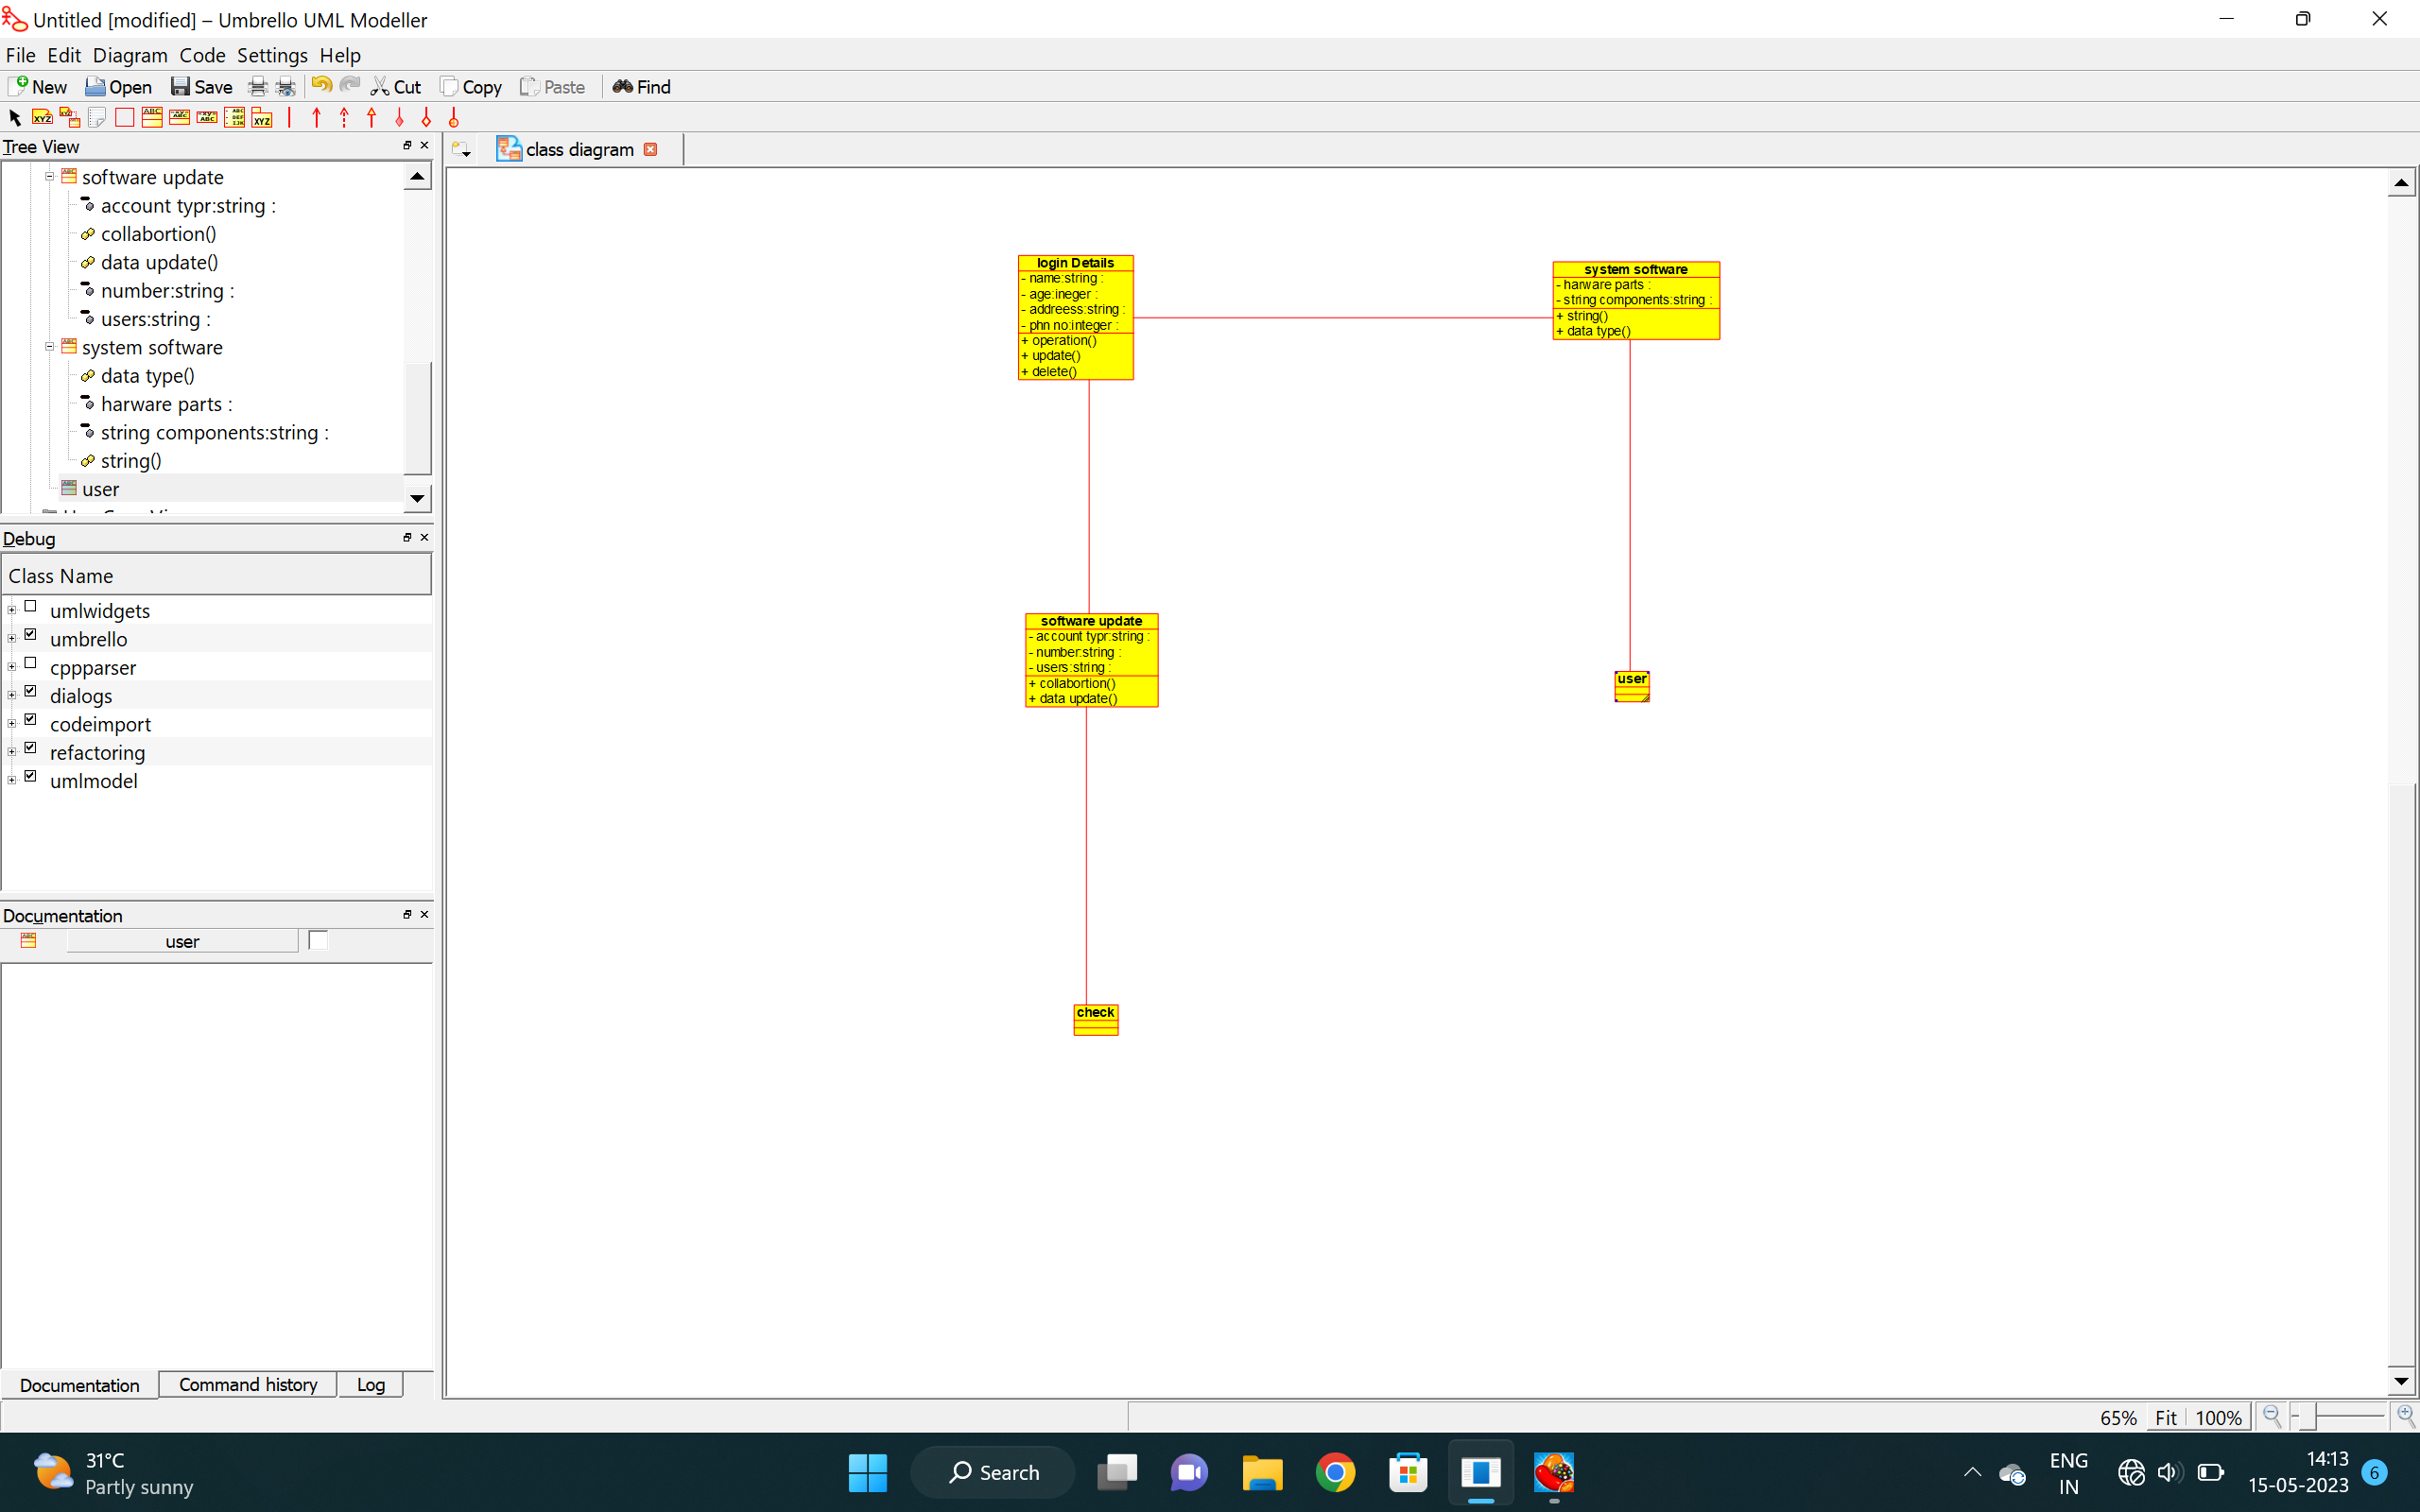 Untitled [modified] – Umbrello UML Modeller
File Edit Diagram Code Settings Help
New Open Save Cut Copy Paste Find
Tree View
class diagram
software update
account typr:string :
collabortion()
data update()
number:string :
users:string :
system software
data type()
harware parts :
string components:string :
string()
user
login Details
- name:string :
- age:ineger :
- addreess:string :
- phn no:integer :
+ operation()
+ update()
+ delete()
system software
- harware parts :
- string components:string :
+ string()
+ data type()
software update
- account typr:string :
- number:string :
- users:string :
+ collabortion()
+ data update()
user
check
Debug
Class Name
umlwidgets
umbrello
cppparser
dialogs
codeimport
refactoring
umlmodel
Documentation
user
Documentation Command history Log
65% Fit 100%
31°C
Partly sunny
Search
ENG
IN
14:13
15-05-2023
6